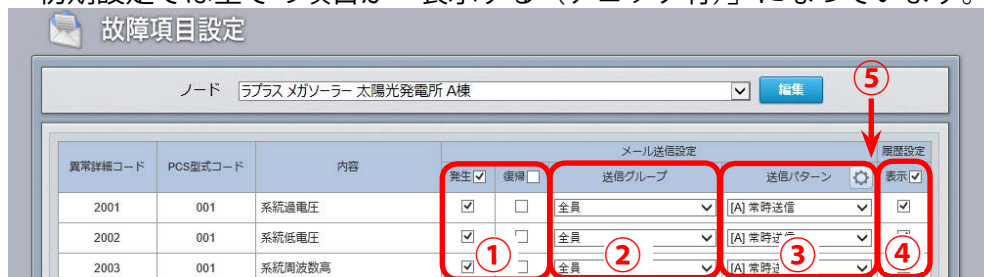 初期設定では全ての項目が「表示する（チェック有）」になっています。
故障項目設定
⑤
ノード ラプラス メガソーラー 太陽光発電所 A棟 編集
メール送信設定 履歴設定
異常詳細コード PCS型式コード 内容 発生 復帰 送信グループ 送信パターン 表示
2001 001 系統過電圧 全員 [A] 常時送信
2002 001 系統低電圧 全員 [A] 常時送信
2003 001 系統周波数高 ① 全員 ② [A] 常時 ③ ④